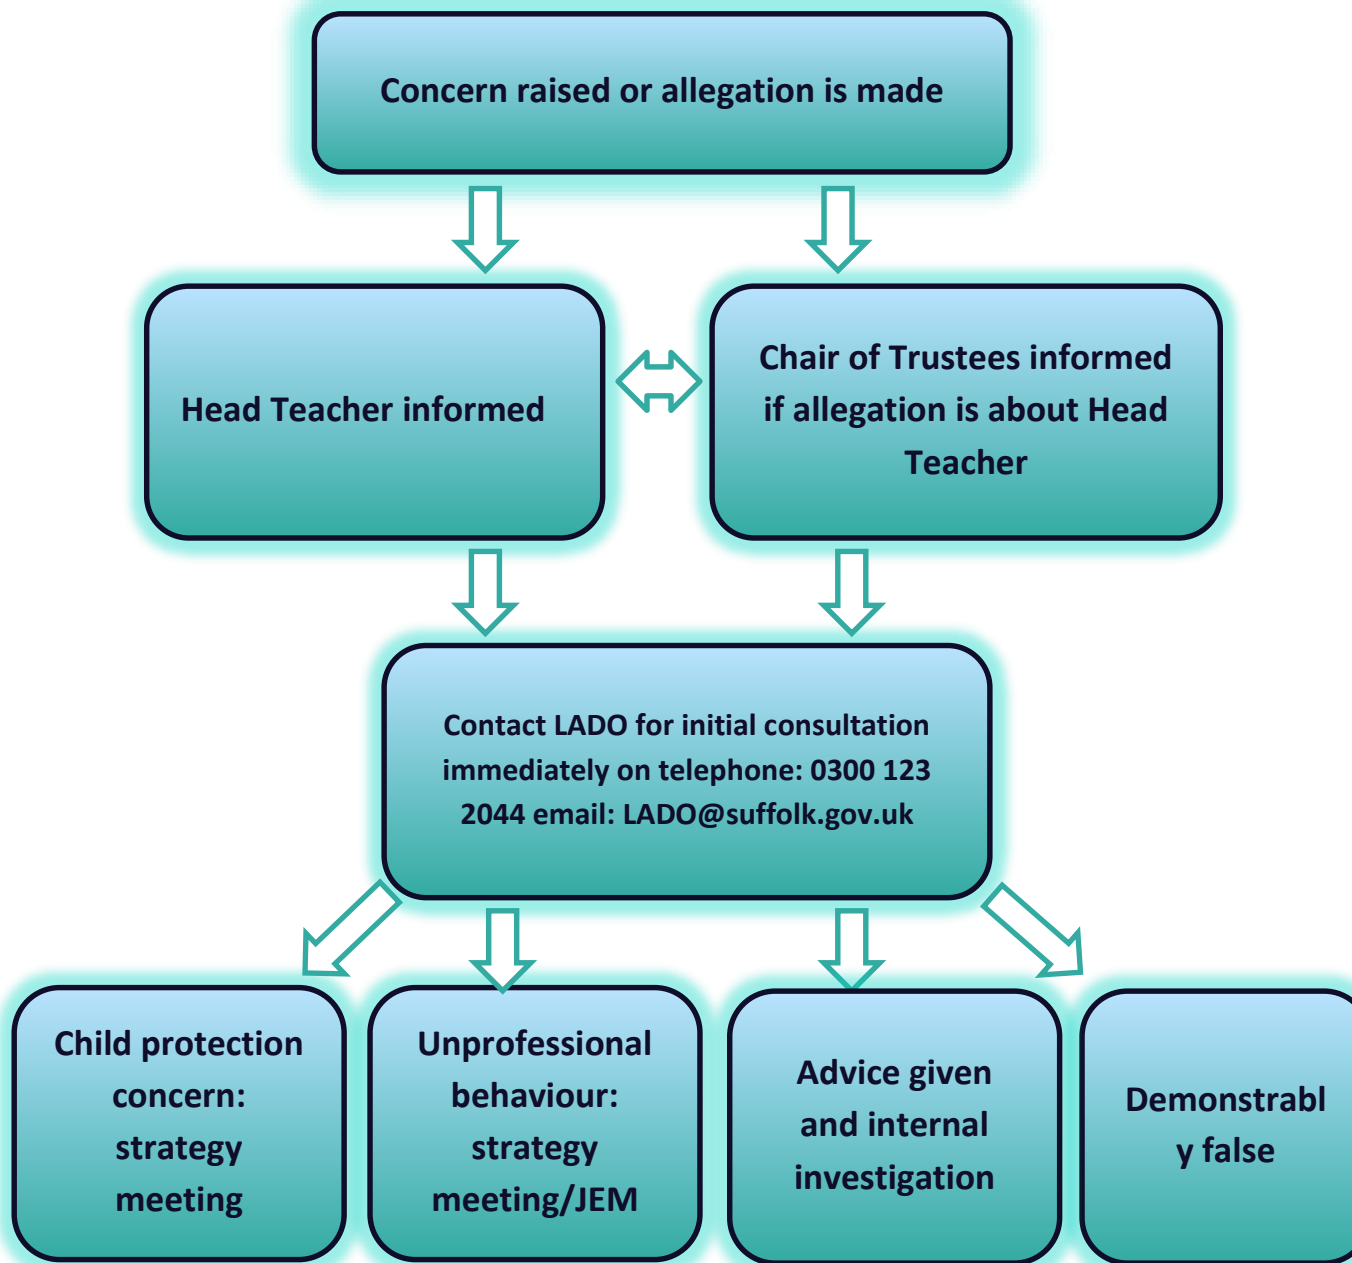 Concern raised or allegation is made
Head Teacher informed
Chair of Trustees informed
if allegation is about Head
Teacher
Contact LADO for initial consultation
immediately on telephone: 0300 123
2044 email: LADO@suffolk.gov.uk
Child protection
concern:
strategy
meeting
Unprofessional
behaviour:
strategy
meeting/JEM
Advice given
and internal
investigation
Demonstrabl
y false